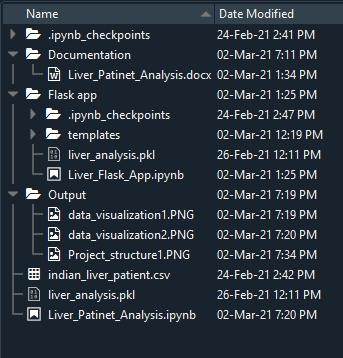 Name Date Modified
.ipynb_checkpoints 24-Feb-21 2:41 PM
Documentation 02-Mar-21 7:11 PM
Liver_Patinet_Analysis.docx 02-Mar-21 1:34 PM
Flask app 02-Mar-21 1:25 PM
.ipynb_checkpoints 24-Feb-21 2:47 PM
templates 02-Mar-21 12:19 PM
liver_analysis.pkl 26-Feb-21 12:11 PM
Liver_Flask_App.ipynb 02-Mar-21 1:25 PM
Output 02-Mar-21 7:19 PM
data_visualization1.PNG 02-Mar-21 7:19 PM
data_visualization2.PNG 02-Mar-21 7:20 PM
Project_structure1.PNG 02-Mar-21 7:34 PM
indian_liver_patient.csv 24-Feb-21 2:42 PM
liver_analysis.pkl 26-Feb-21 12:11 PM
Liver_Patinet_Analysis.ipynb 02-Mar-21 7:20 PM